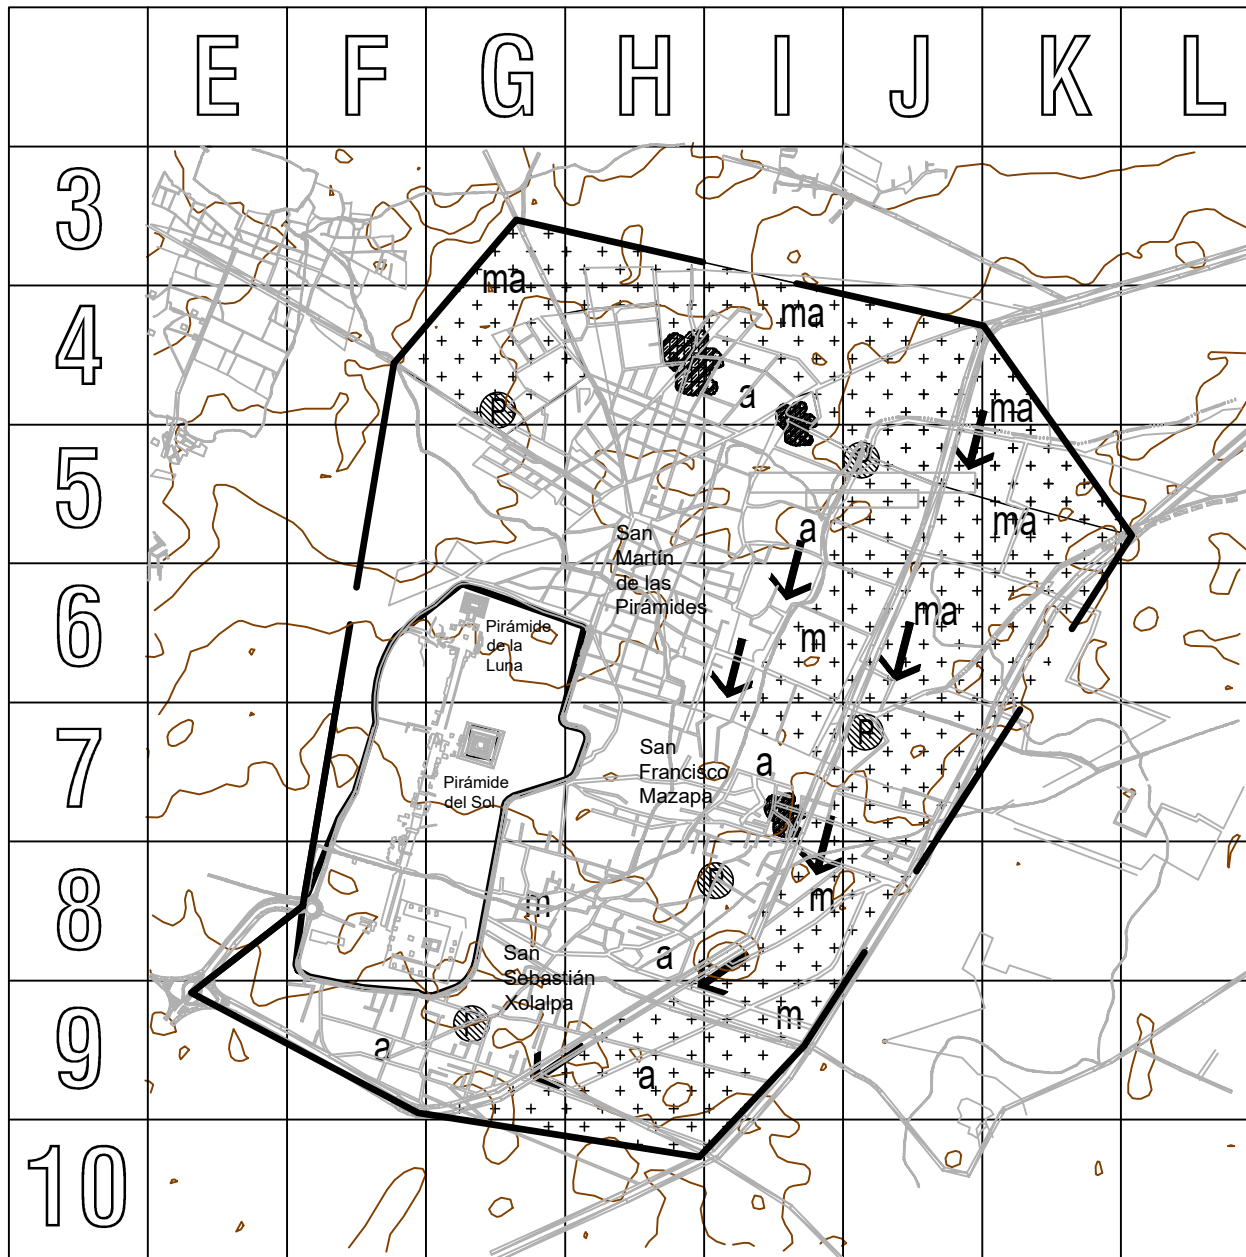 E F G H I J K L
3
ma
4
ma
a
P
ma
5
ma
a
San
Martín
de las
Pirámides
6
ma
Pirámide
de la
Luna
m
7
P
San
Francisco
Mazapa
a
Pirámide
del Sol
8
m
m
a
San
Sebastián
Xolalpa
9
m
a
a
10